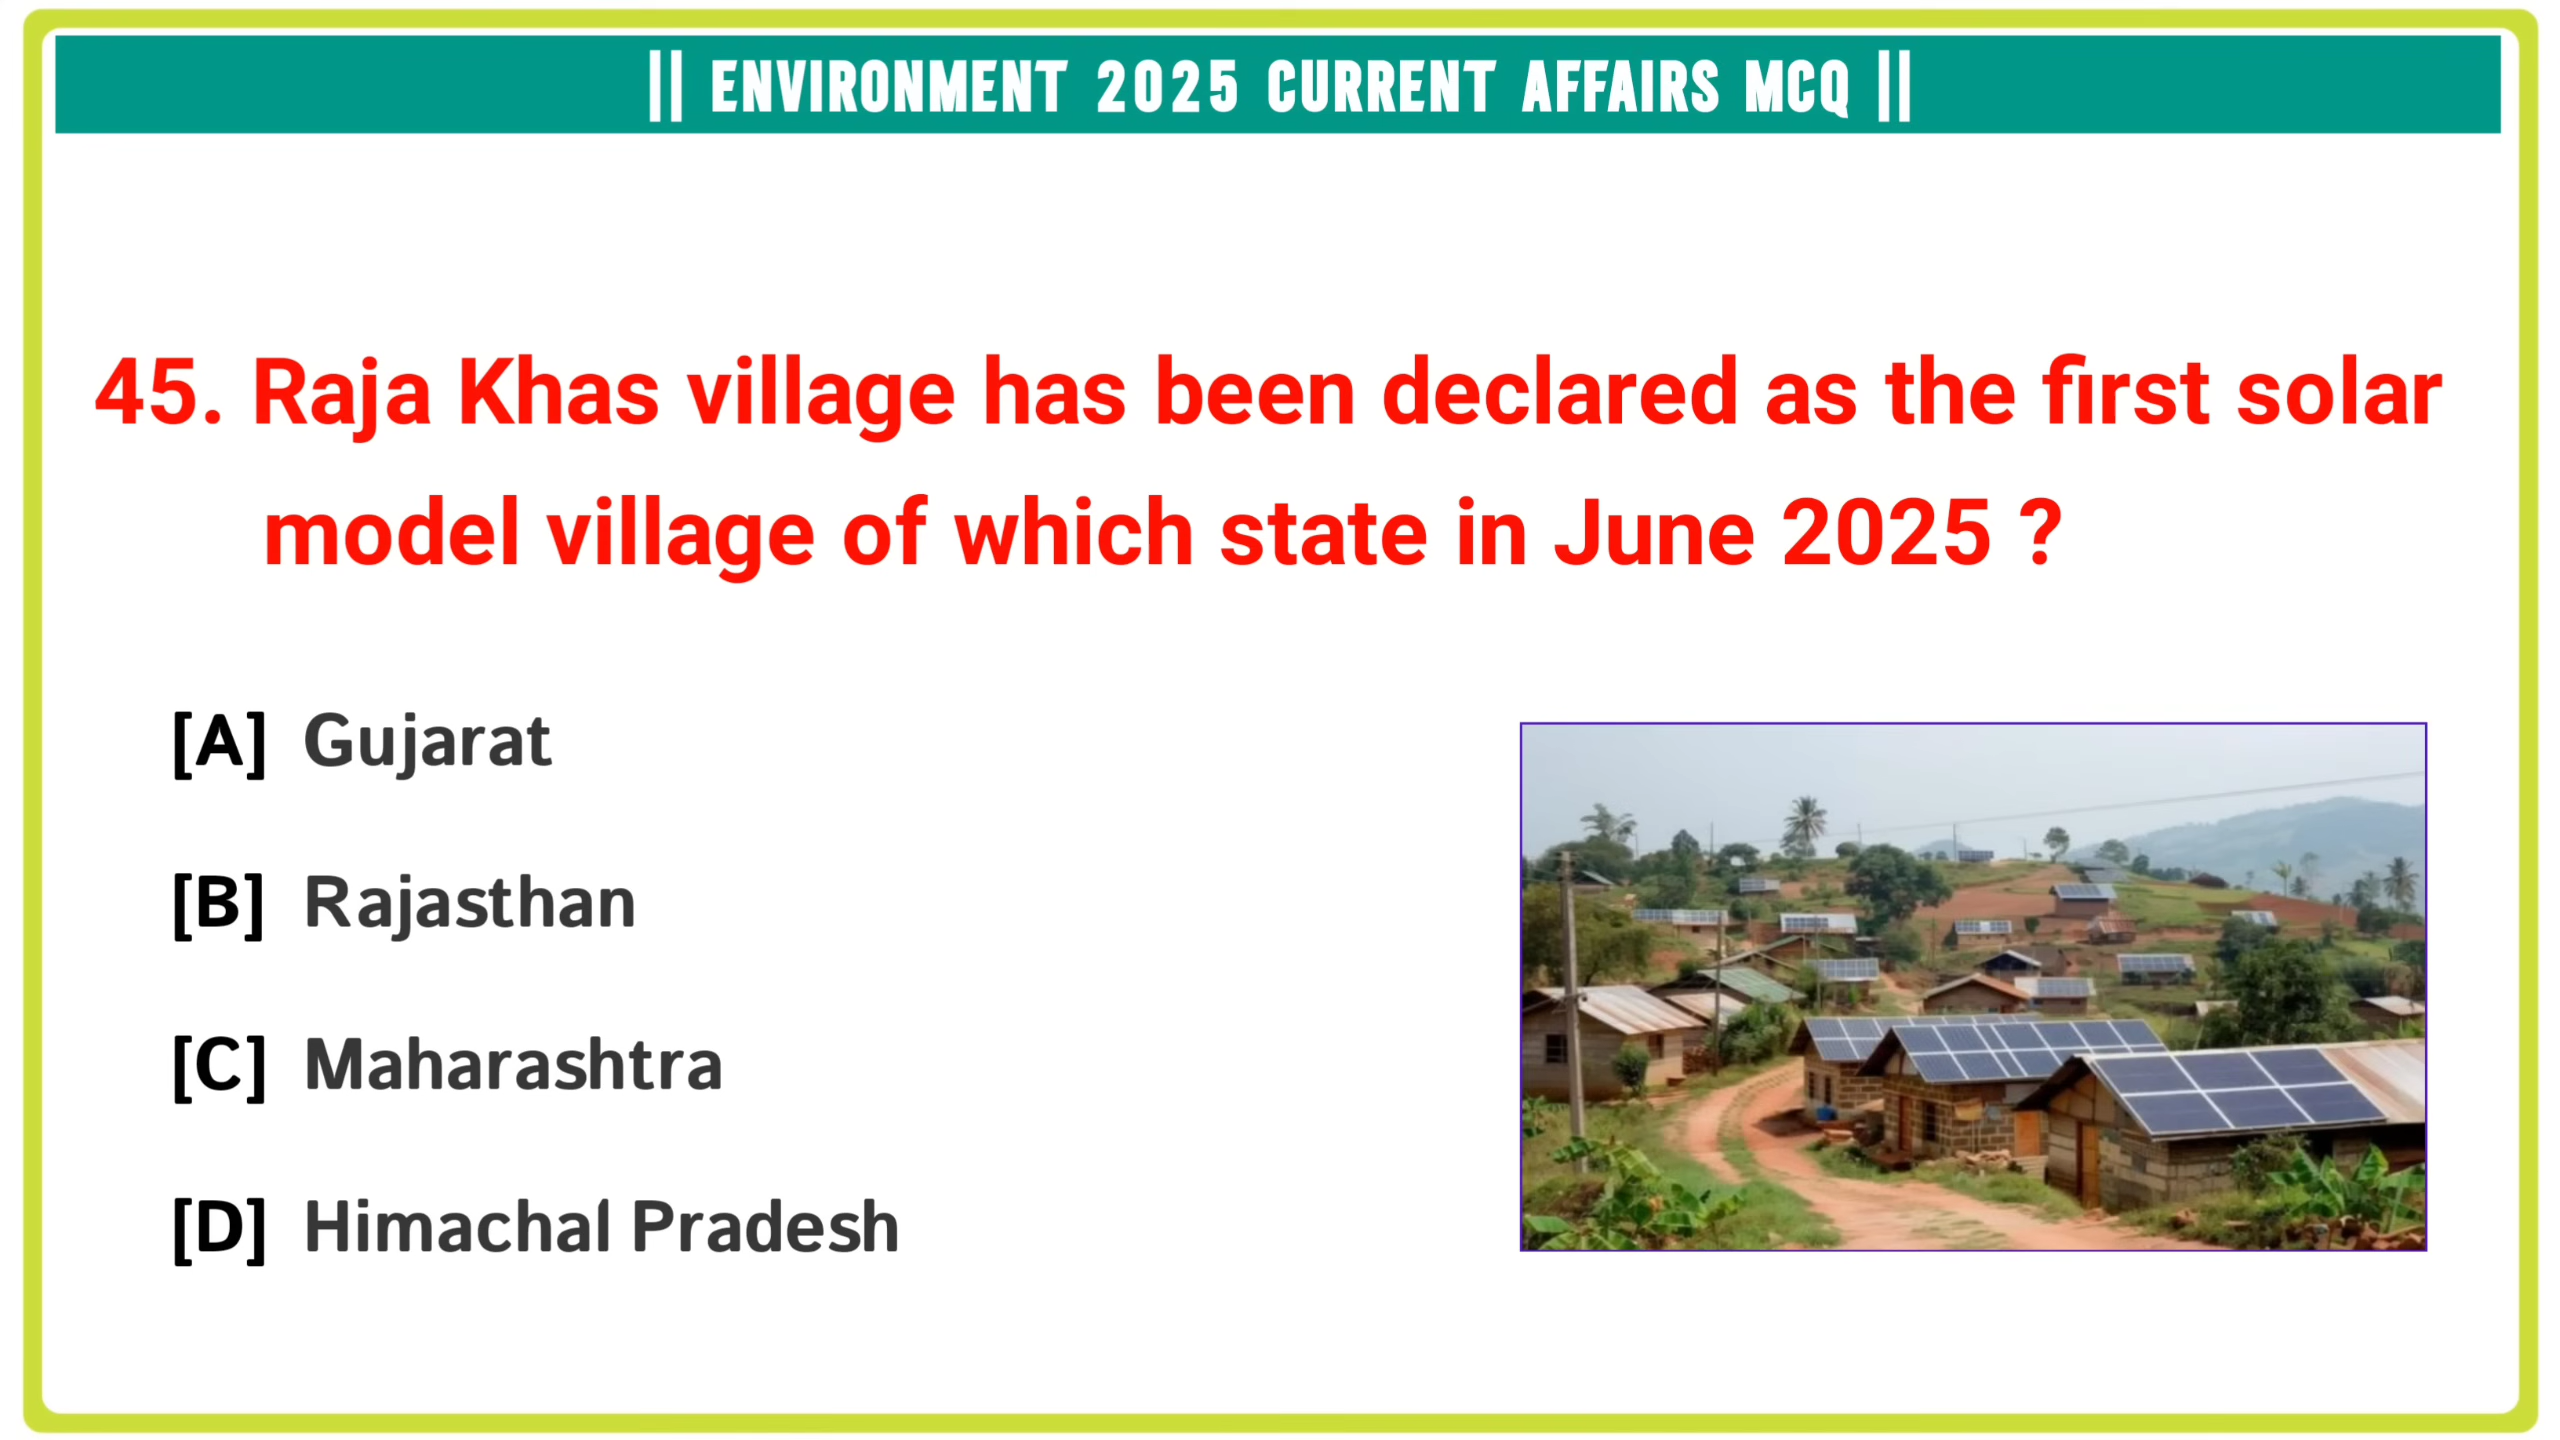 || ENVIRONMENT 2025 CURRENT AFFAIRS MCQ ||
45. Raja Khas village has been declared as the first solar
model village of which state in June 2025 ?
[A] Gujarat
[B] Rajasthan
[C] Maharashtra
[D] Himachal Pradesh